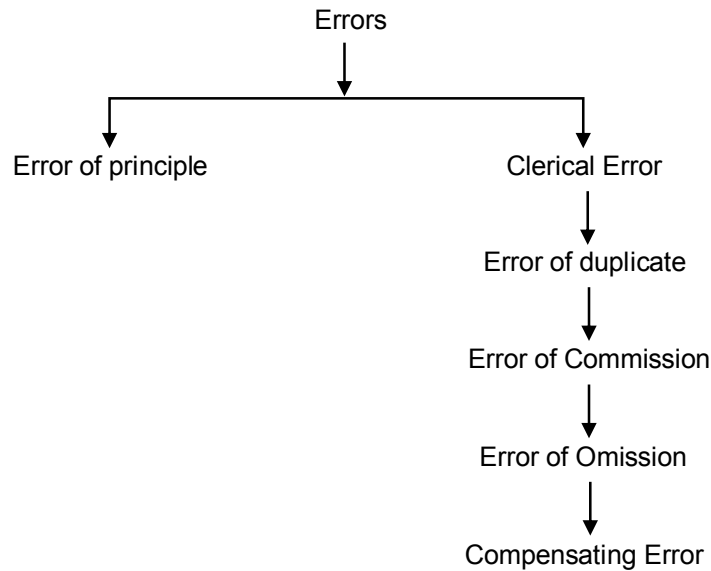 Errors
Error of principle
Clerical Error
Error of duplicate
Error of Commission
Error of Omission
Compensating Error